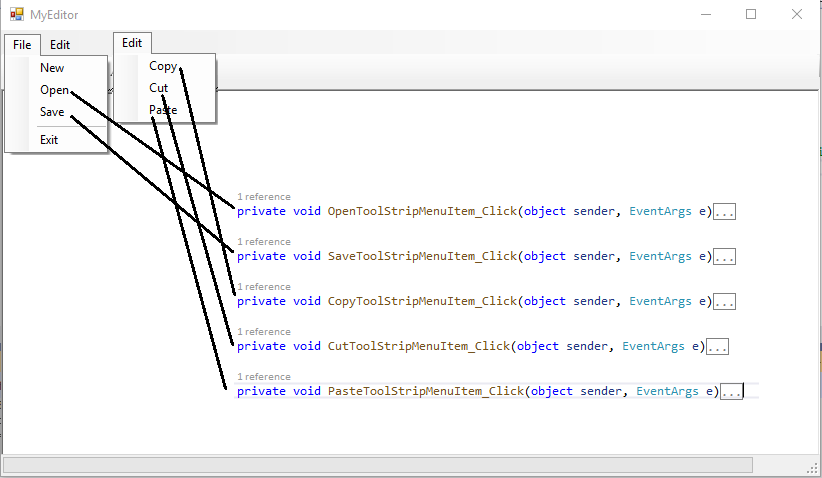 MyEditor
File Edit
New
Open
Save
Exit
Edit
Copy
Cut
Paste
1 reference
private void OpenToolStripMenuItem_Click(object sender, EventArgs e)...
1 reference
private void SaveToolStripMenuItem_Click(object sender, EventArgs e)...
1 reference
private void CopyToolStripMenuItem_Click(object sender, EventArgs e)...
1 reference
private void CutToolStripMenuItem_Click(object sender, EventArgs e)...
1 reference
private void PasteToolStripMenuItem_Click(object sender, EventArgs e)...